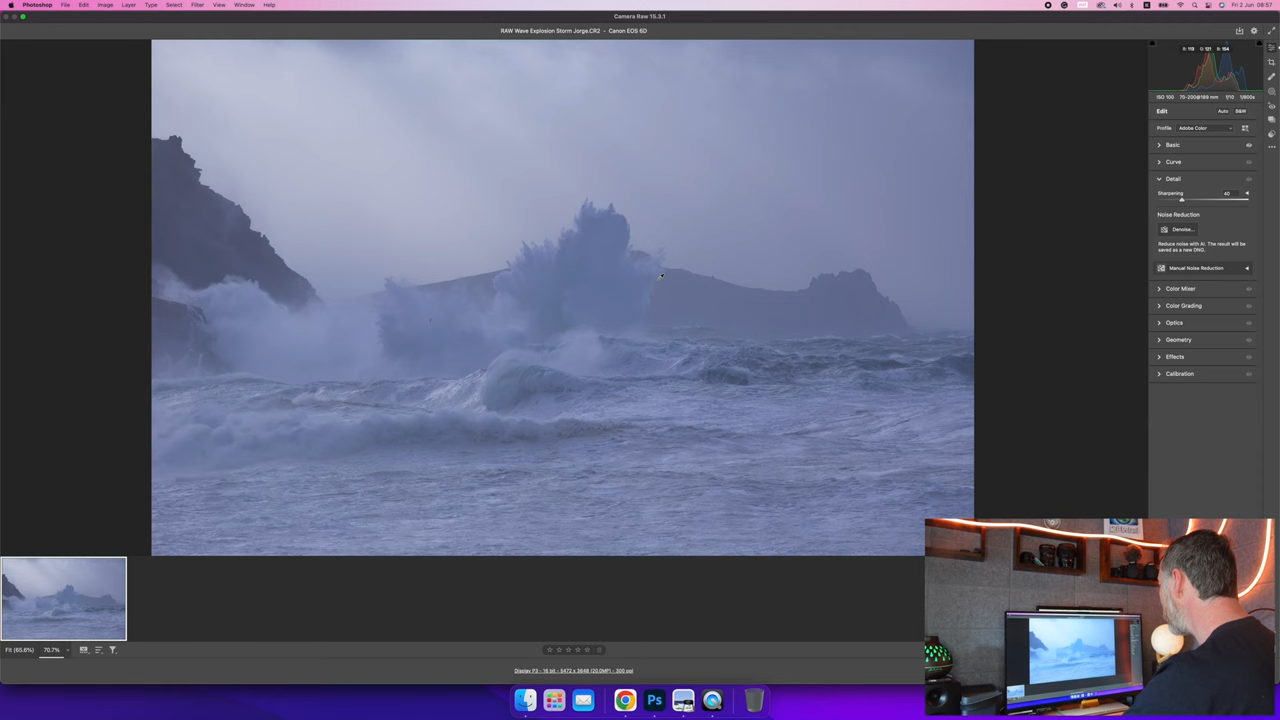 Photoshop File Edit Image Layer Type Select Filter View Window Help Fri 2 Jun 08:57
Camera Raw 15.3.1
RAW Wave Explosion Storm Jorge.CR2 - Canon EOS 6D
R: 113 G: 121 B: 154
ISO 100 70-200@189 mm f/10 1/800s
Edit Auto B&W
Profile Adobe Color
Basic
Curve
Detail
Sharpening 40
Noise Reduction
Denoise...
Reduce noise with AI. The result will be
saved as a new DNG.
Manual Noise Reduction
Color Mixer
Color Grading
Optics
Geometry
Effects
Calibration
Fit (65.6%) 70.7%
Display P3 - 16 bit - 5472 x 3648 (20.0MP) - 300 ppi
Ps